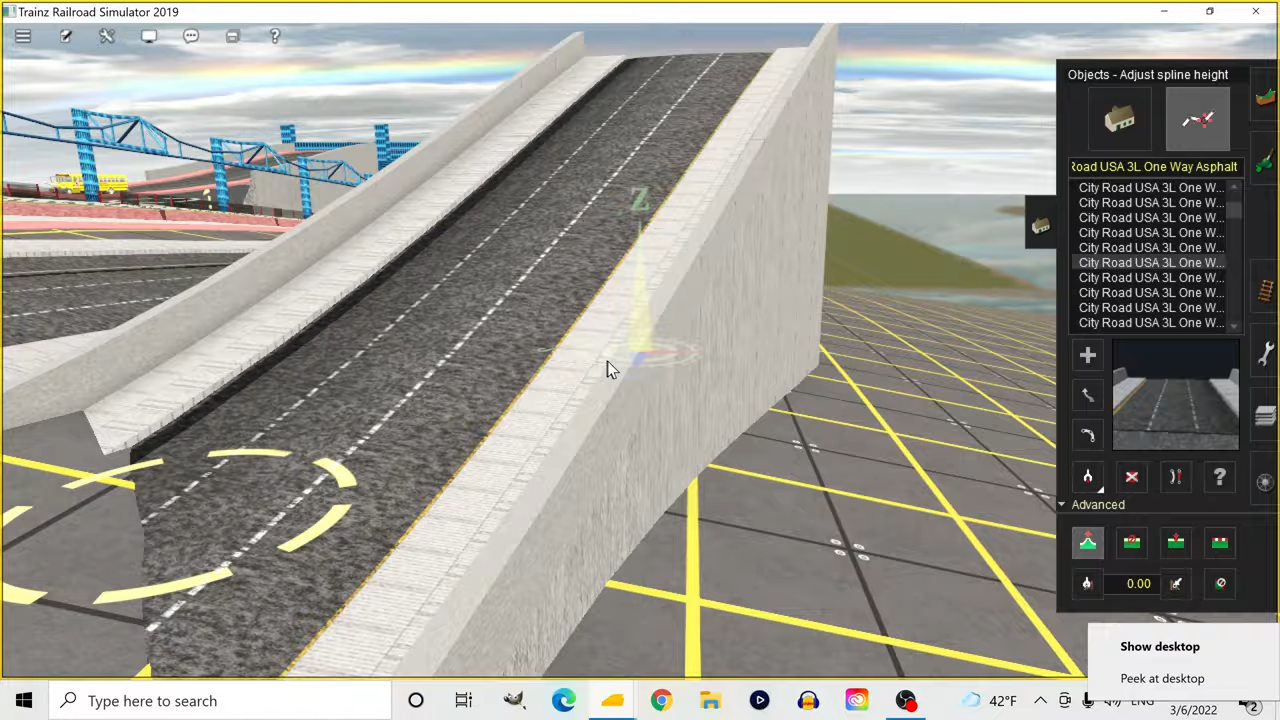 Trainz Railroad Simulator 2019
Objects - Adjust spline height
Road USA 3L One Way Asphalt
City Road USA 3L One W...
City Road USA 3L One W...
City Road USA 3L One W...
City Road USA 3L One W...
City Road USA 3L One W...
City Road USA 3L One W...
City Road USA 3L One W...
City Road USA 3L One W...
City Road USA 3L One W...
City Road USA 3L One W...
Z
?
Advanced
0.00
Show desktop
Peek at desktop
Type here to search
42°F
ENG
3/6/2022
2